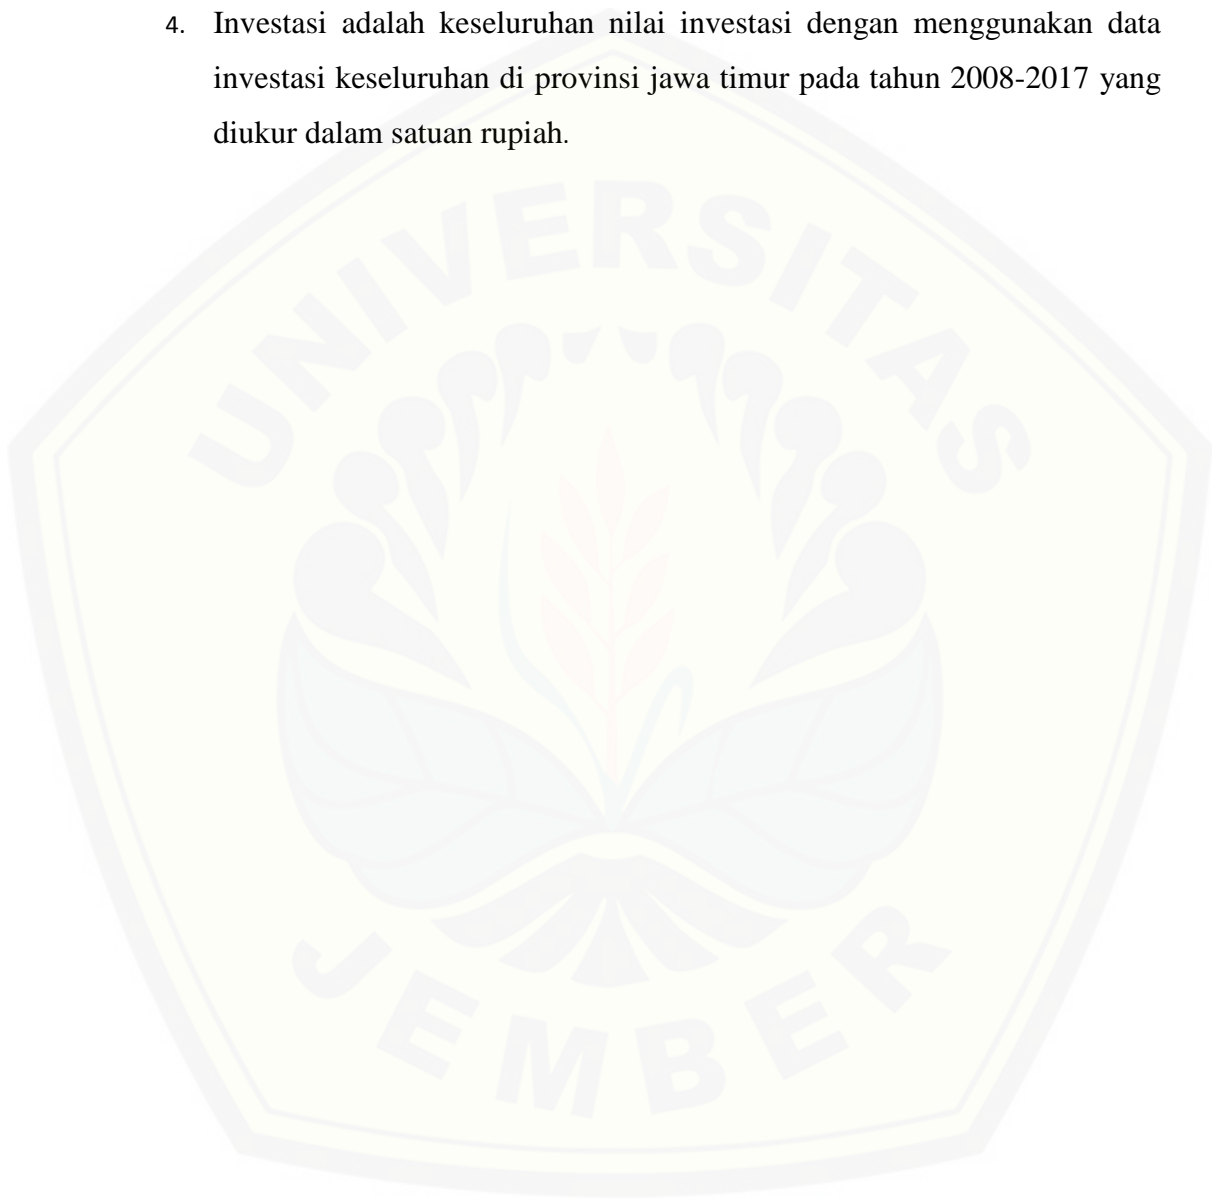 4. Investasi adalah keseluruhan nilai investasi dengan menggunakan data
investasi keseluruhan di provinsi jawa timur pada tahun 2008-2017 yang
diukur dalam satuan rupiah.
UNIVERSITAS
JEMBER